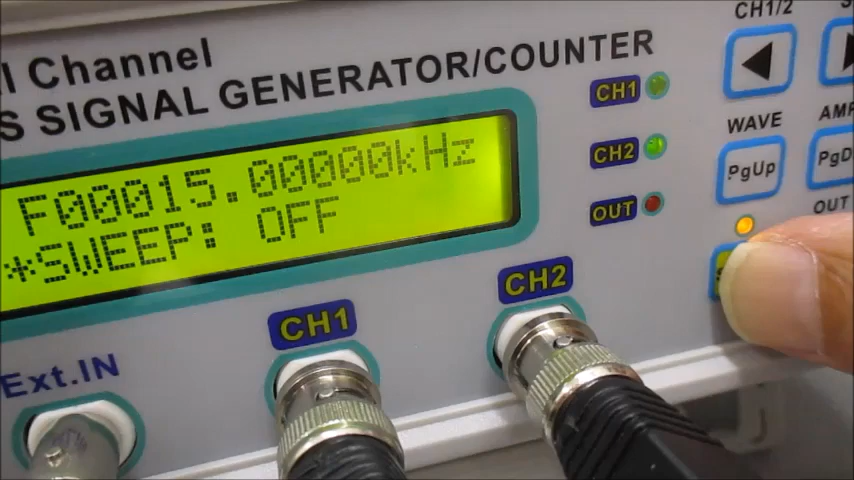 l Channel
S SIGNAL GENERATOR/COUNTER
F00015.00000kHz
*SWEEP: OFF
CH1
CH2
OUT
CH1/2
WAVE
PgUp
AMP
PgD
OUT
Ext.IN
CH1
CH2